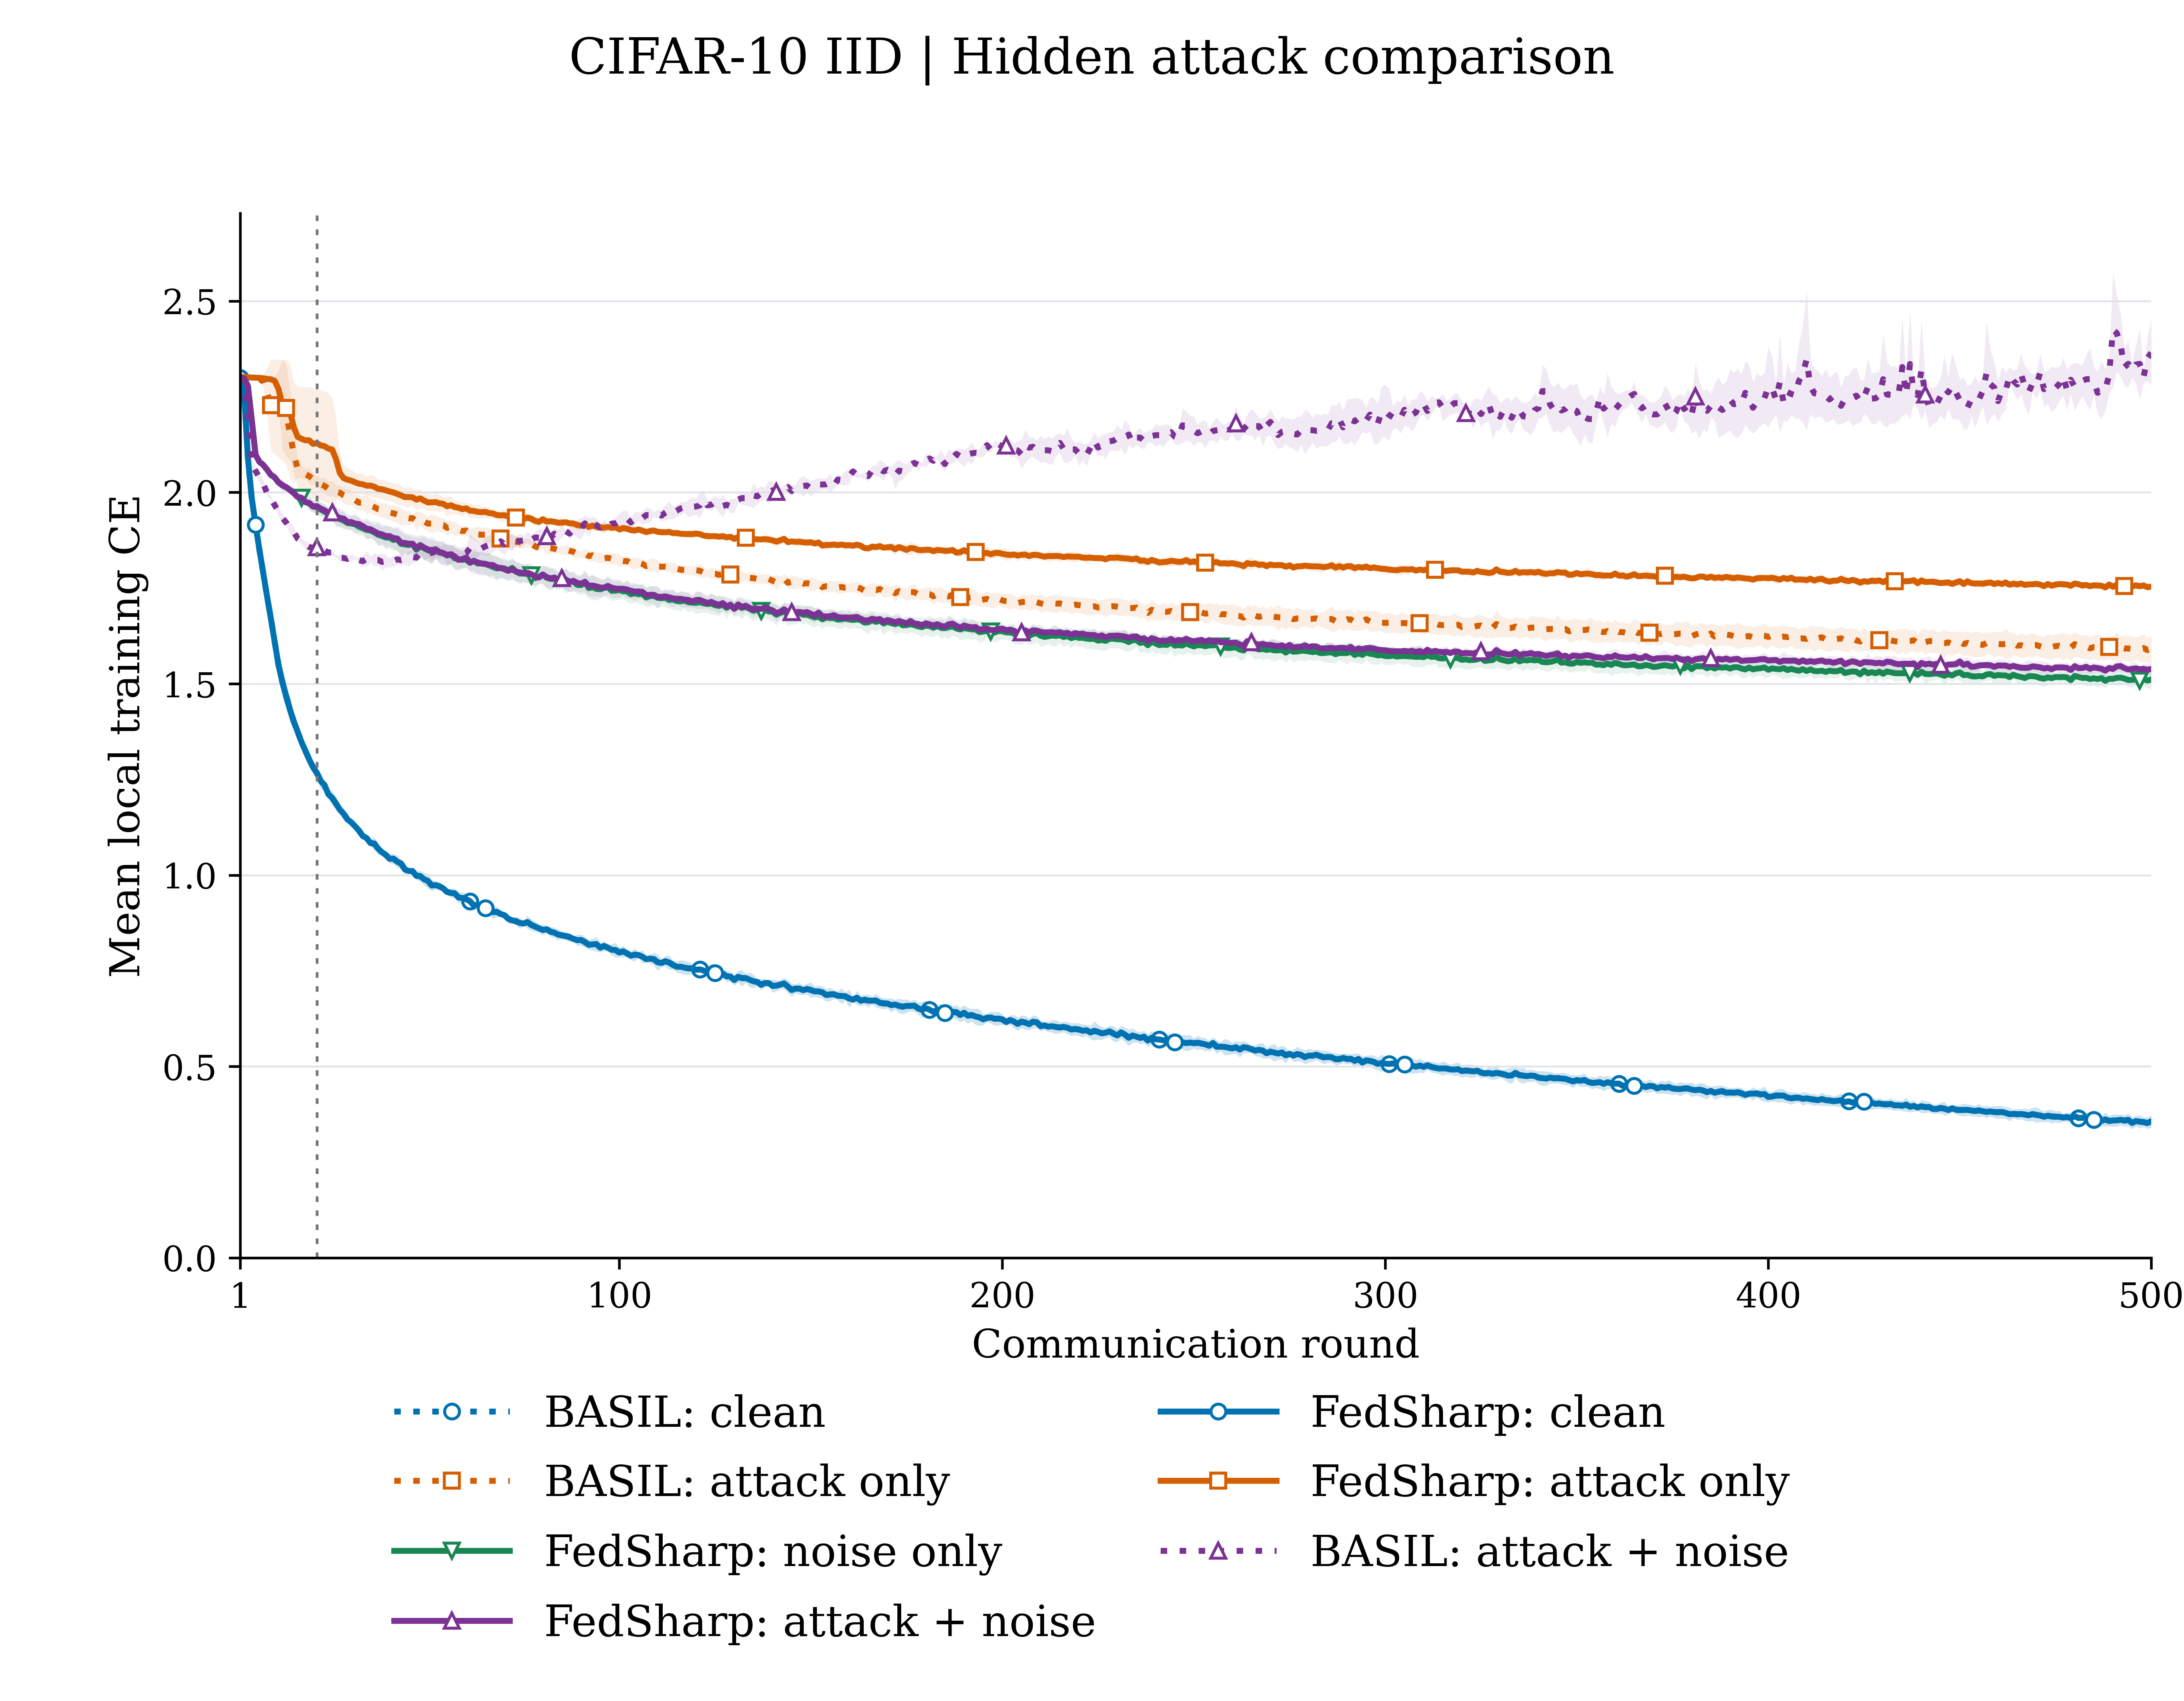 CIFAR-10 IID | Hidden attack comparison
Mean local training CE
2.5
2.0
1.5
1.0
0.5
0.0
1 100 200 300 400 500
Communication round
BASIL: clean FedSharp: clean
BASIL: attack only FedSharp: attack only
FedSharp: noise only BASIL: attack + noise
FedSharp: attack + noise